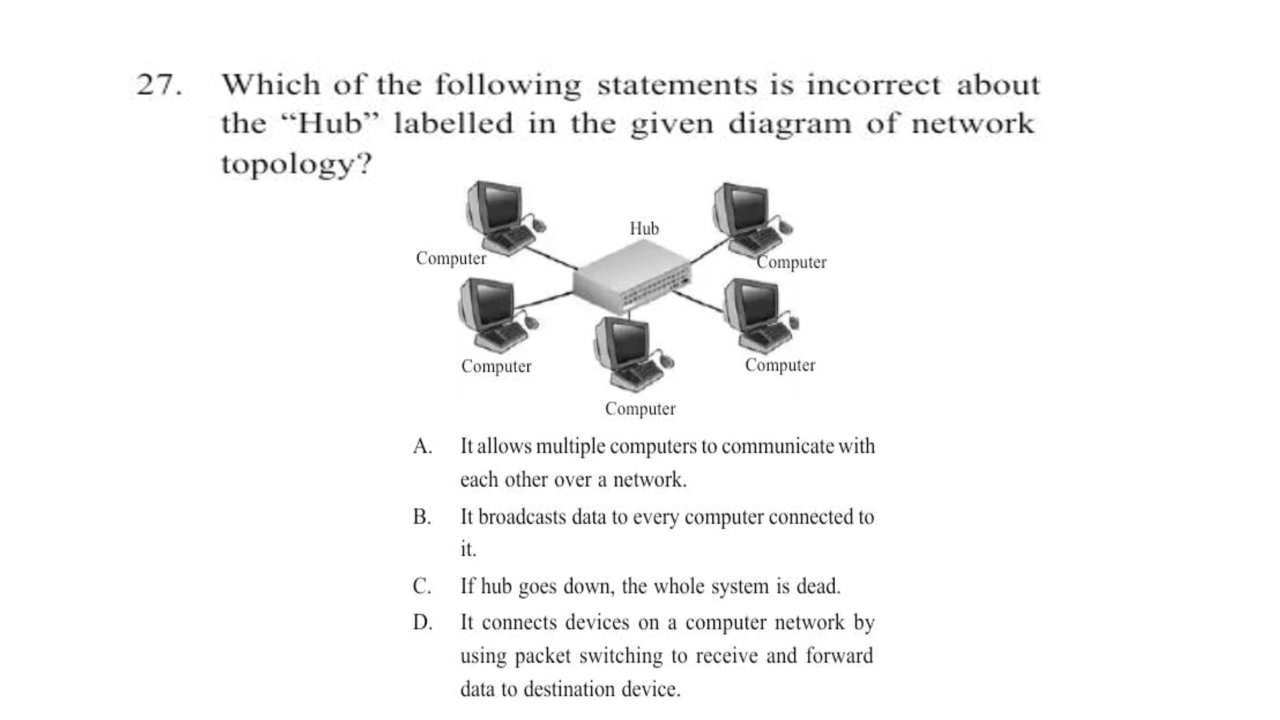 27. Which of the following statements is incorrect about
the “Hub” labelled in the given diagram of network
topology?
Hub
Computer
Computer
Computer
Computer
Computer
A. It allows multiple computers to communicate with
each other over a network.
B. It broadcasts data to every computer connected to
it.
C. If hub goes down, the whole system is dead.
D. It connects devices on a computer network by
using packet switching to receive and forward
data to destination device.